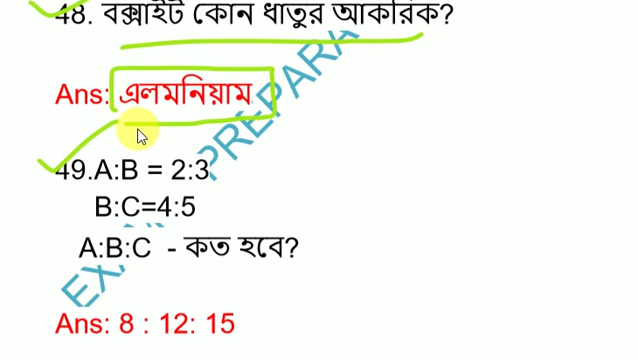 48. বক্সাইট কোন ধাতুর আকরিক?
Ans: এলমনিয়াম
49.A:B = 2:3
B:C=4:5
A:B:C - কত হবে?
Ans: 8 : 12: 15